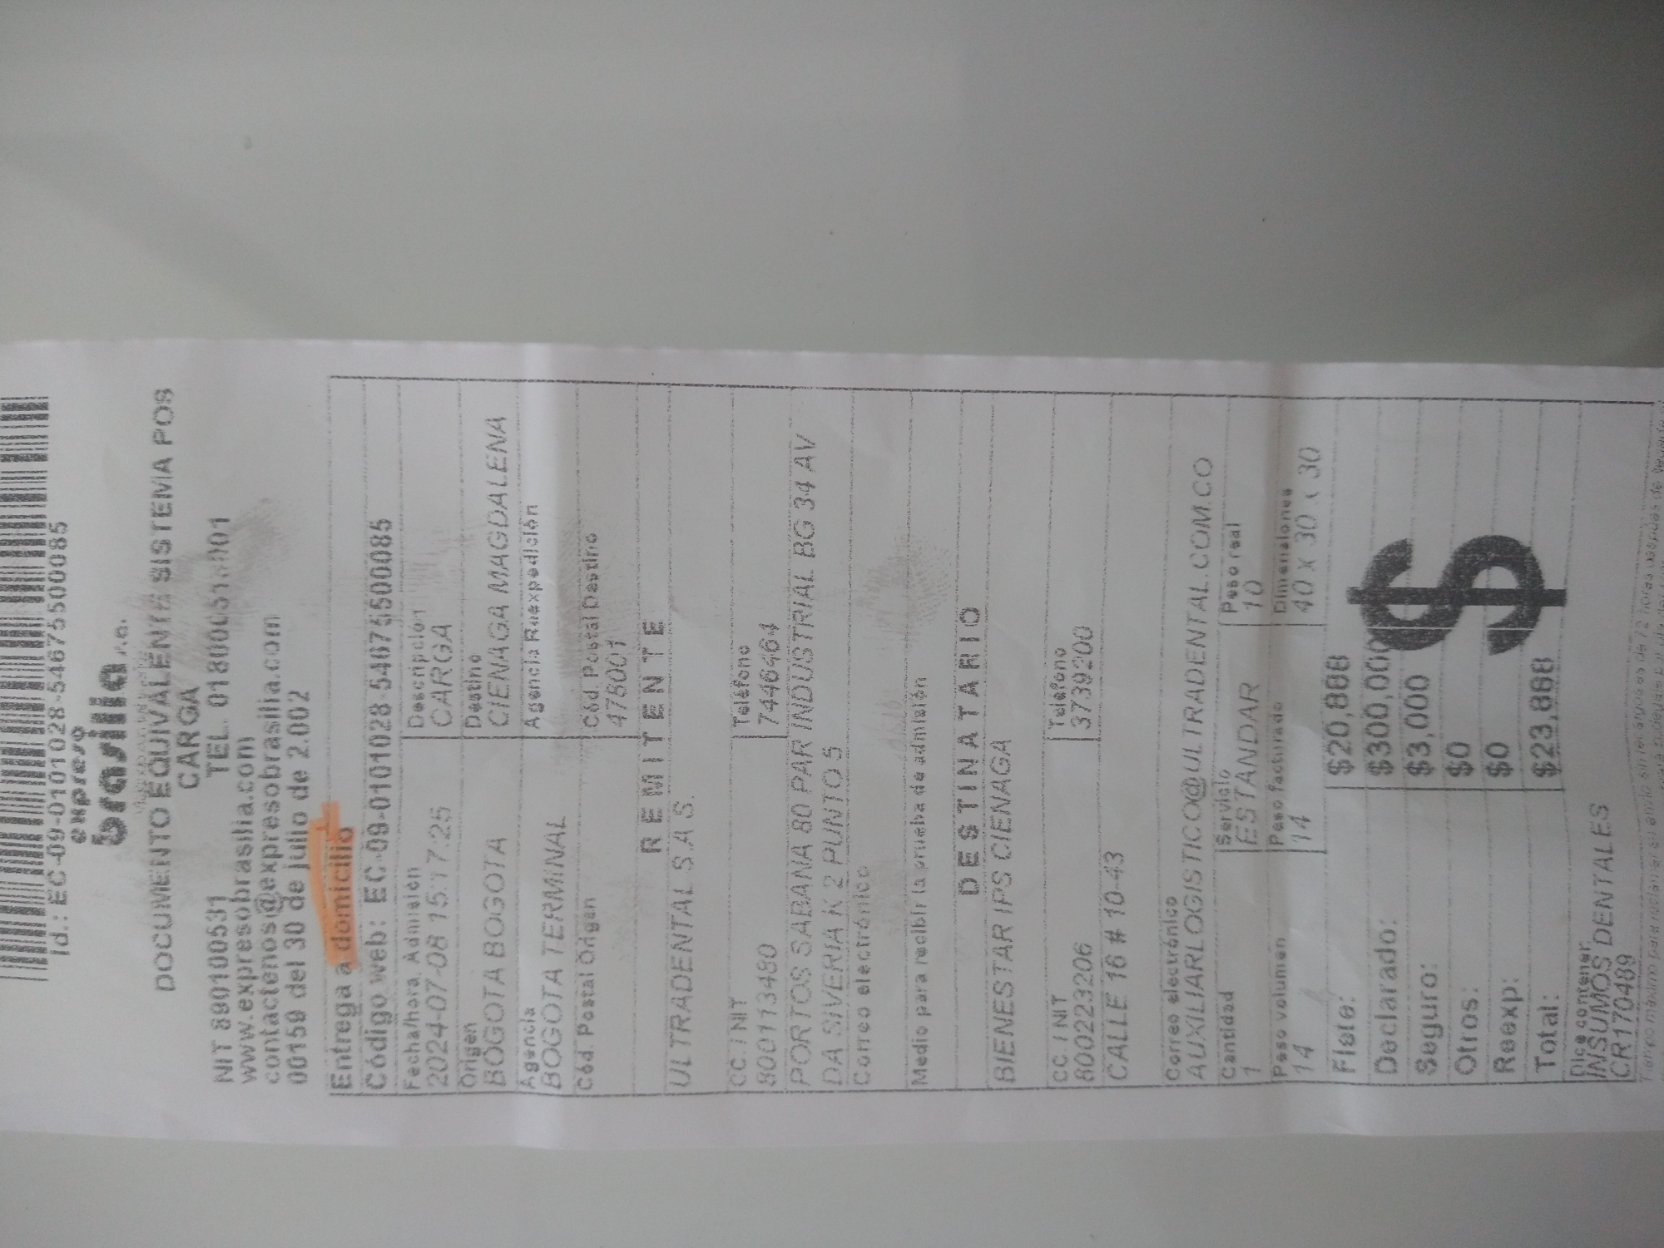 Id.: EC-09-0101028-54675500085
expreso
brasilia s.a.
DOCUMENTO EQUIVALENTE SISTEMA POS
CARGA
NIT 890100531 TEL.
www.expresobrasilia.com
contactenos@expresobrasilia.com
00159 del 30 de julio de 2.002
Entrega a domicilio
Código web: EC-09-0101028-54675500085
Fecha/hora. Admisión Descripción
2024-07-08 15:17:25 CARGA
Origen Destino
BOGOTA BOGOTA CIENAGA MAGDALENA
Agencia Agencia Reexpedición
BOGOTA TERMINAL
Cód. Postal Origen Cód. Postal Destino
478001
REMITENTE
ULTRADENTAL S.A.S.
CC. / NIT Teléfono
800113480 7446464
PORTOS SABANA 80 PAR INDUSTRIAL BG 34 AV
DA SIVERIA K 2 PUNTO 5
Correo electrónico
Medio para recibir la prueba de admisión
DESTINATARIO
BIENESTAR IPS CIENAGA
CC. / NIT Teléfono
800223206 3739200
CALLE 16 # 10-43
Correo electrónico
AUXILIARLOGISTICO@ULTRADENTAL.COM.CO
Cantidad Servicio Peso real
1 ESTANDAR 10
Peso volumen Peso facturado Dimensiones
14 14 40 x 30 x 30
Flete: $20,888
Declarado: $300,000
Seguro: $3,000
Otros: $0
Reexp: $0
Total: $23,888
$
Dice contener
INSUMOS DENTALES
CR170489